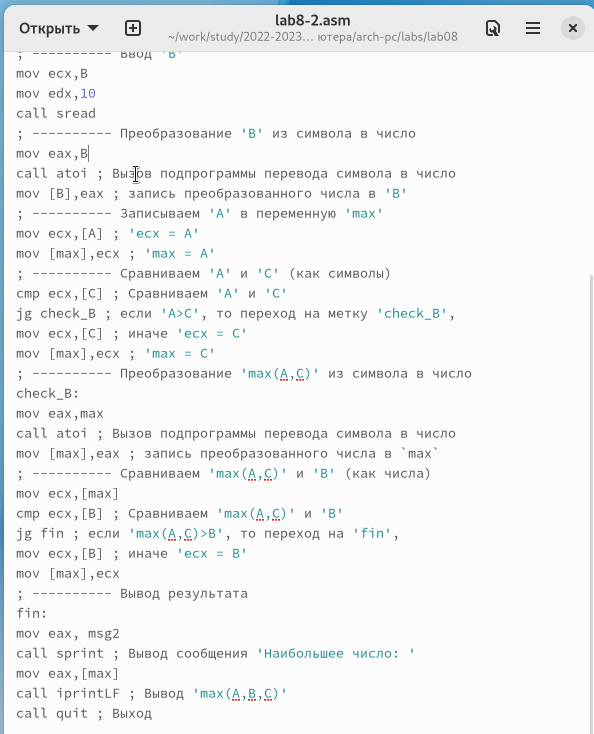 Открыть
lab8-2.asm
~/work/study/2022-2023... ютера/arch-pc/labs/lab08
; ---------- Ввод 'B'
mov ecx,B
mov edx,10
call sread
; ---------- Преобразование 'B' из символа в число
mov eax,B
call atoi ; Вызов подпрограммы перевода символа в число
mov [B],eax ; запись преобразованного числа в 'B'
; ---------- Записываем 'A' в переменную 'max'
mov ecx,[A] ; 'ecx = A'
mov [max],ecx ; 'max = A'
; ---------- Сравниваем 'A' и 'C' (как символы)
cmp ecx,[C] ; Сравниваем 'A' и 'C'
jg check_B ; если 'A>C', то переход на метку 'check_B',
mov ecx,[C] ; иначе 'ecx = C'
mov [max],ecx ; 'max = C'
; ---------- Преобразование 'max(A,C)' из символа в число
check_B:
mov eax,max
call atoi ; Вызов подпрограммы перевода символа в число
mov [max],eax ; запись преобразованного числа в `max`
; ---------- Сравниваем 'max(A,C)' и 'B' (как числа)
mov ecx,[max]
cmp ecx,[B] ; Сравниваем 'max(A,C)' и 'B'
jg fin ; если 'max(A,C)>B', то переход на 'fin',
mov ecx,[B] ; иначе 'ecx = B'
mov [max],ecx
; ---------- Вывод результата
fin:
mov eax, msg2
call sprint ; Вывод сообщения 'Наибольшее число: '
mov eax,[max]
call iprintLF ; Вывод 'max(A,B,C)'
call quit ; Выход